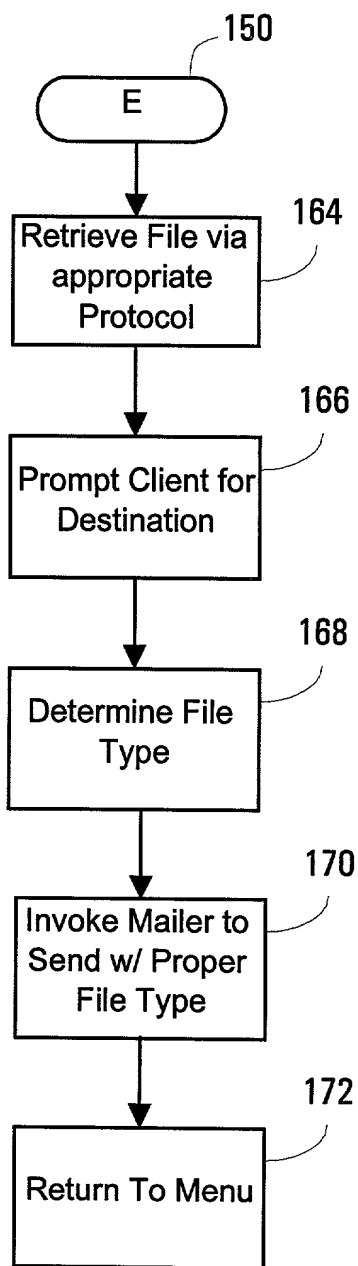 150
E
164
Retrieve File via
appropriate
Protocol
166
Prompt Client for
Destination
168
Determine File
Type
170
Invoke Mailer to
Send w/ Proper
File Type
172
Return To Menu